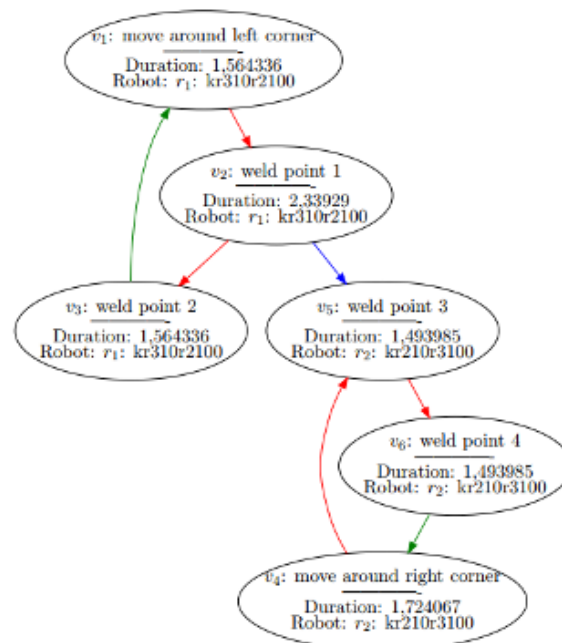 v₁: move around left corner
Duration: 1,564336
Robot: r₁: kr310r2100
v₂: weld point 1
Duration: 2,33929
Robot: r₁: kr310r2100
v₃: weld point 2
Duration: 1,564336
Robot: r₁: kr310r2100
v₅: weld point 3
Duration: 1,493985
Robot: r₂: kr210r3100
v₆: weld point 4
Duration: 1,493985
Robot: r₂: kr210r3100
v₄: move around right corner
Duration: 1,724067
Robot: r₂: kr210r3100